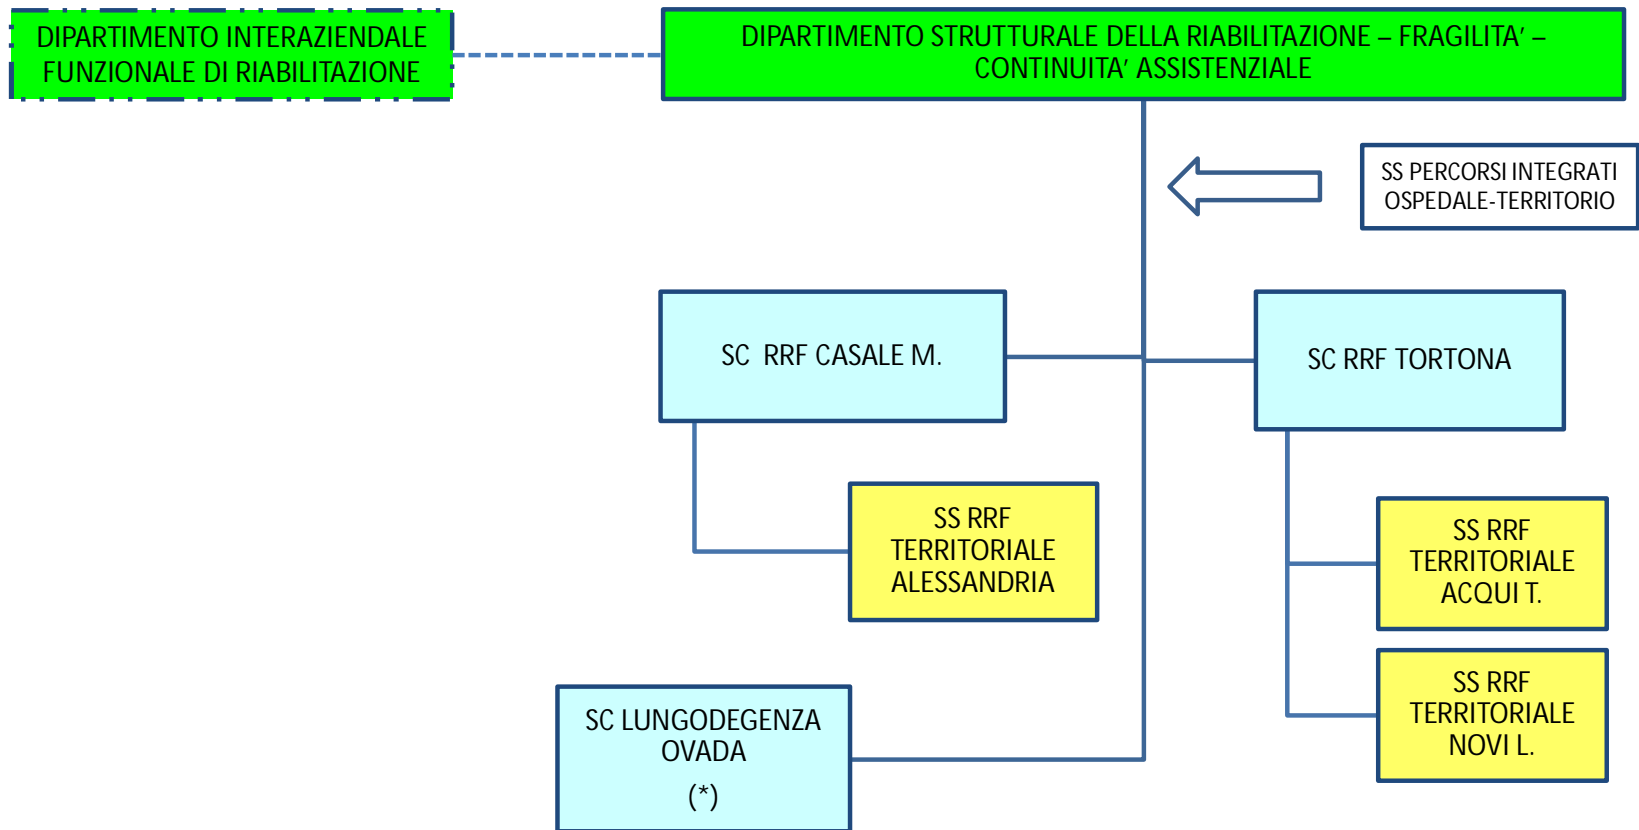 DIPARTIMENTO INTERAZIENDALE
FUNZIONALE DI RIABILITAZIONE
DIPARTIMENTO STRUTTURALE DELLA RIABILITAZIONE – FRAGILITA’ –
CONTINUITA’ ASSISTENZIALE
SS PERCORSI INTEGRATI
OSPEDALE-TERRITORIO
SC RRF CASALE M.
SC RRF TORTONA
SS RRF
TERRITORIALE
ALESSANDRIA
SS RRF
TERRITORIALE
ACQUI T.
SS RRF
TERRITORIALE
NOVI L.
SC LUNGODEGENZA
OVADA
(*)